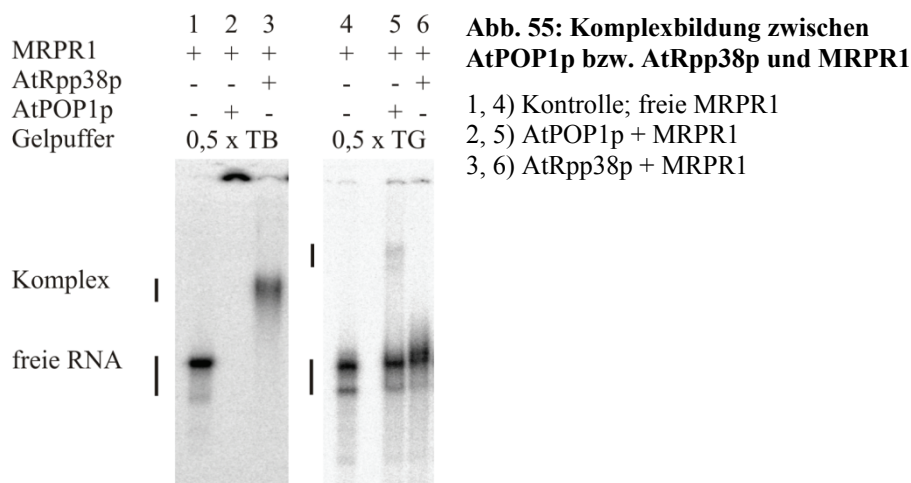 1 2 3 4 5 6
MRPR1 + + + + + +
AtRpp38p - - + - - +
AtPOP1p - + - - + -
Gelpuffer 0,5 x TB 0,5 x TG
Komplex
freie RNA
Abb. 55: Komplexbildung zwischen
AtPOP1p bzw. AtRpp38p und MRPR1
1, 4) Kontrolle; freie MRPR1
2, 5) AtPOP1p + MRPR1
3, 6) AtRpp38p + MRPR1